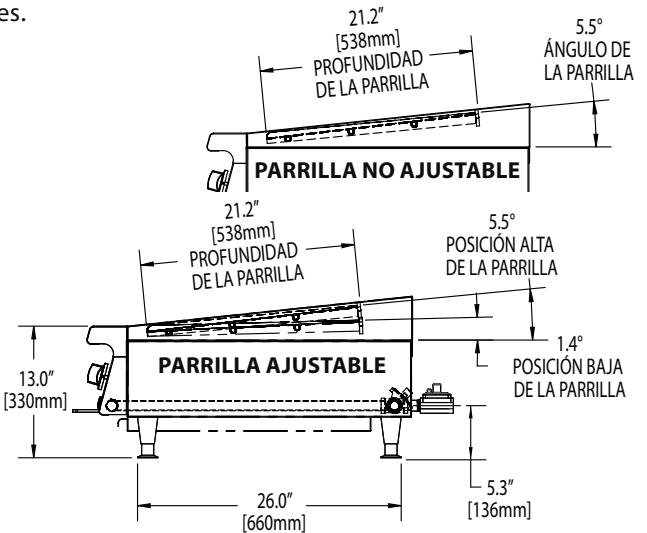 es.
21.2"
[538mm]
PROFUNDIDAD
DE LA PARRILLA
5.5°
ÁNGULO DE
LA PARRILLA
PARRILLA NO AJUSTABLE
21.2"
[538mm]
PROFUNDIDAD
DE LA PARRILLA
5.5°
POSICIÓN ALTA
DE LA PARRILLA
1.4°
POSICIÓN BAJA
DE LA PARRILLA
PARRILLA AJUSTABLE
13.0"
[330mm]
5.3"
[136mm]
26.0"
[660mm]